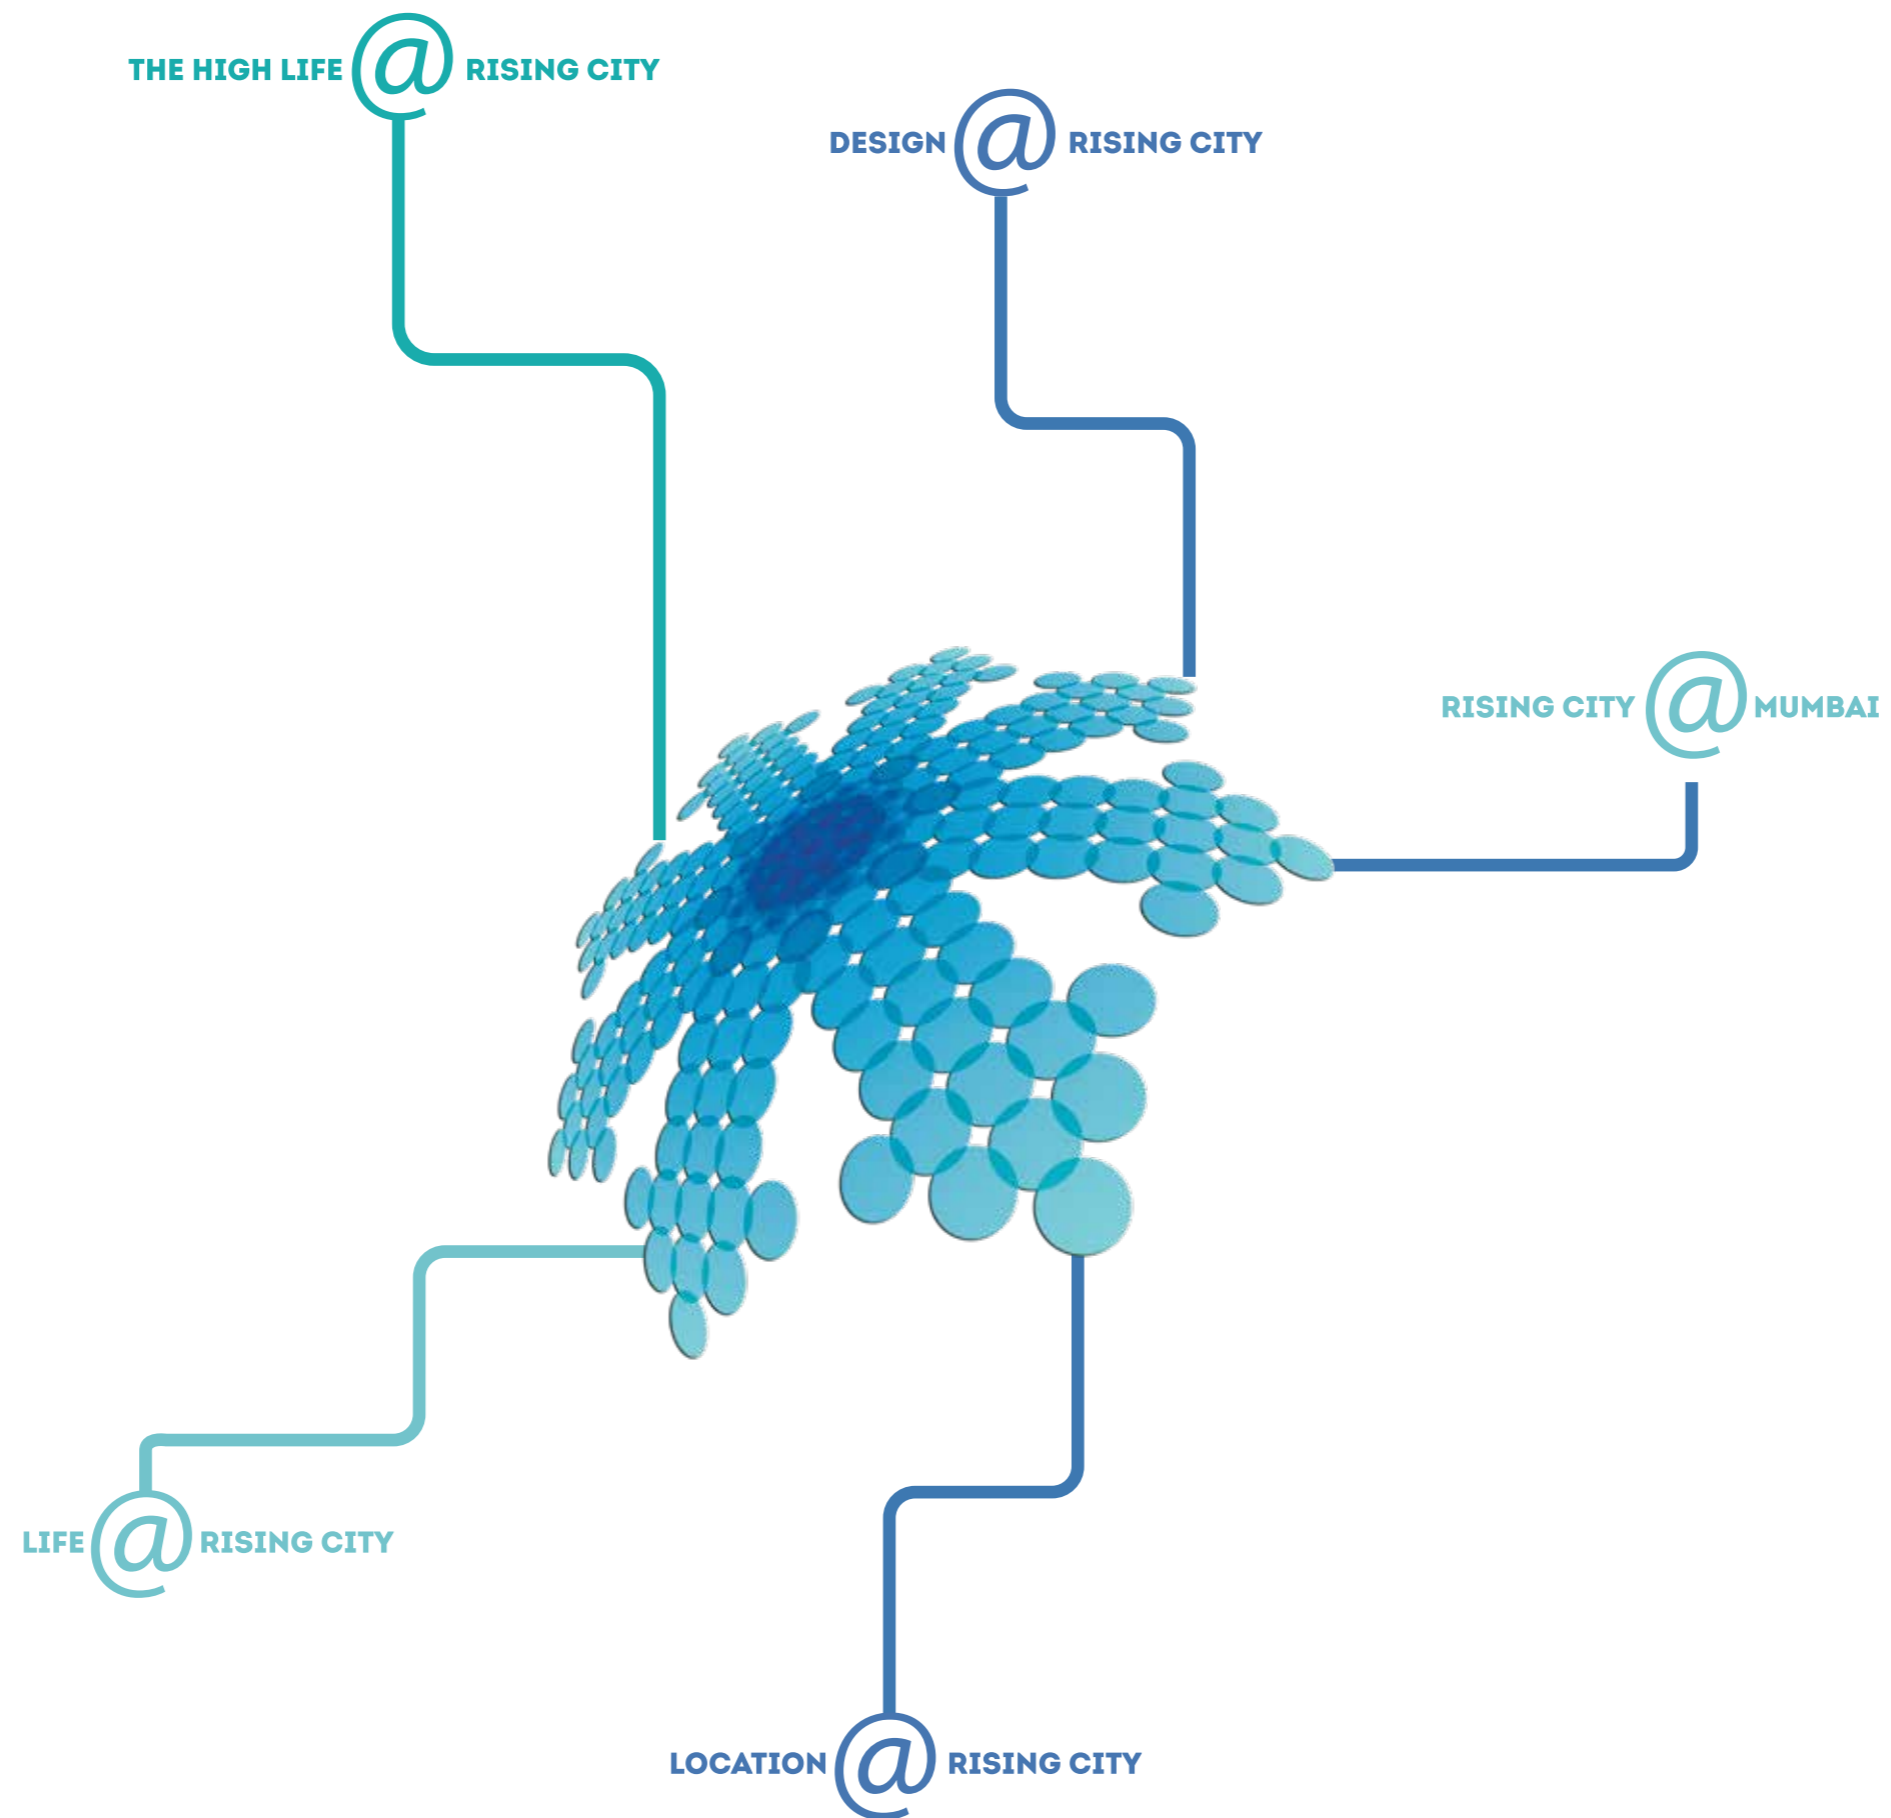 THE HIGH LIFE @ RISING CITY
DESIGN @ RISING CITY
RISING CITY @ MUMBAI
LIFE @ RISING CITY
LOCATION @ RISING CITY